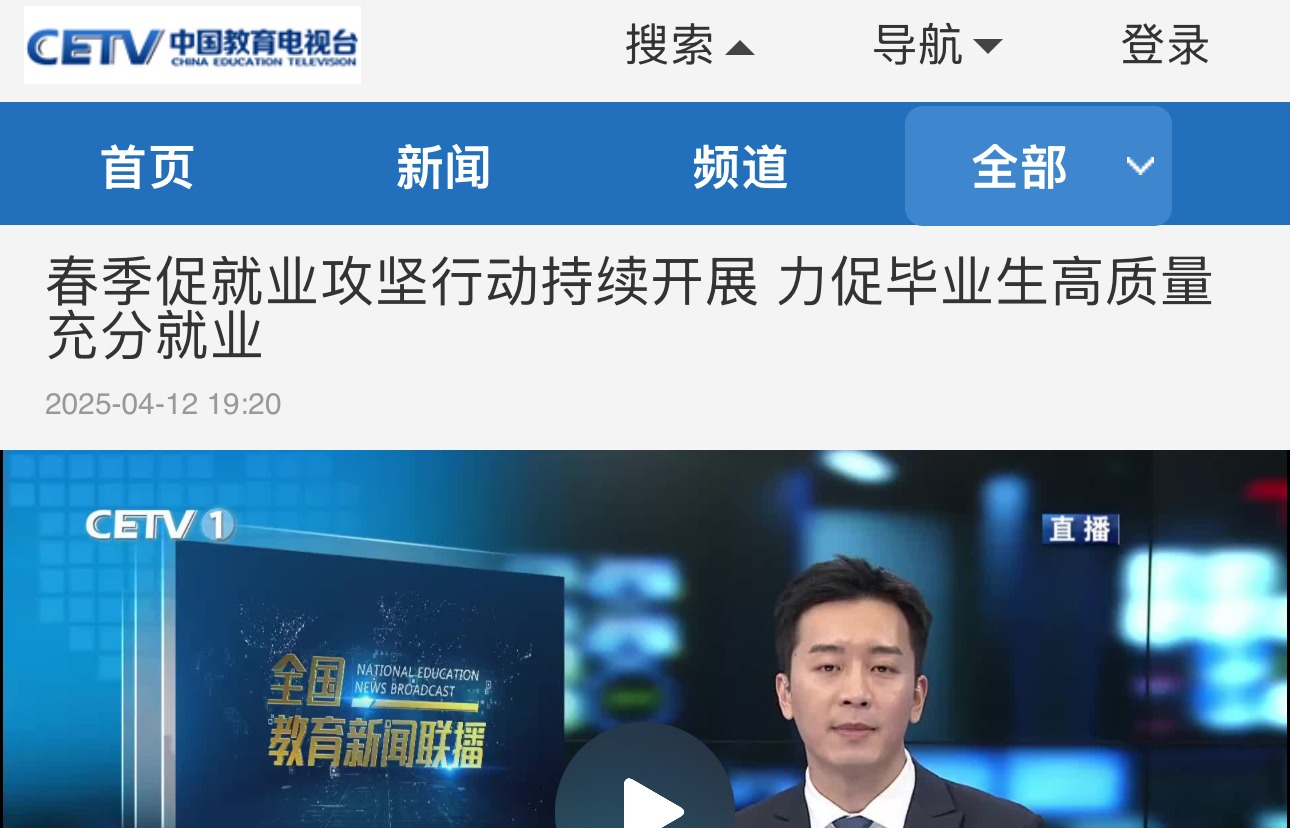 CETV 中国教育电视台
CHINA EDUCATION TELEVISION
搜索
导航
登录
首页
新闻
频道
全部
春季促就业攻坚行动持续开展 力促毕业生高质量
充分就业
2025-04-12 19:20
CETV 1
直播
全国
NATIONAL EDUCATION
NEWS BROADCAST
教育新闻联播